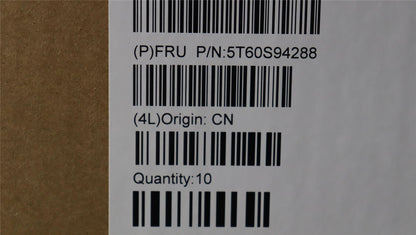 (P)FRU P/N:5T60S94288
(4L)Origin: CN
Quantity:10